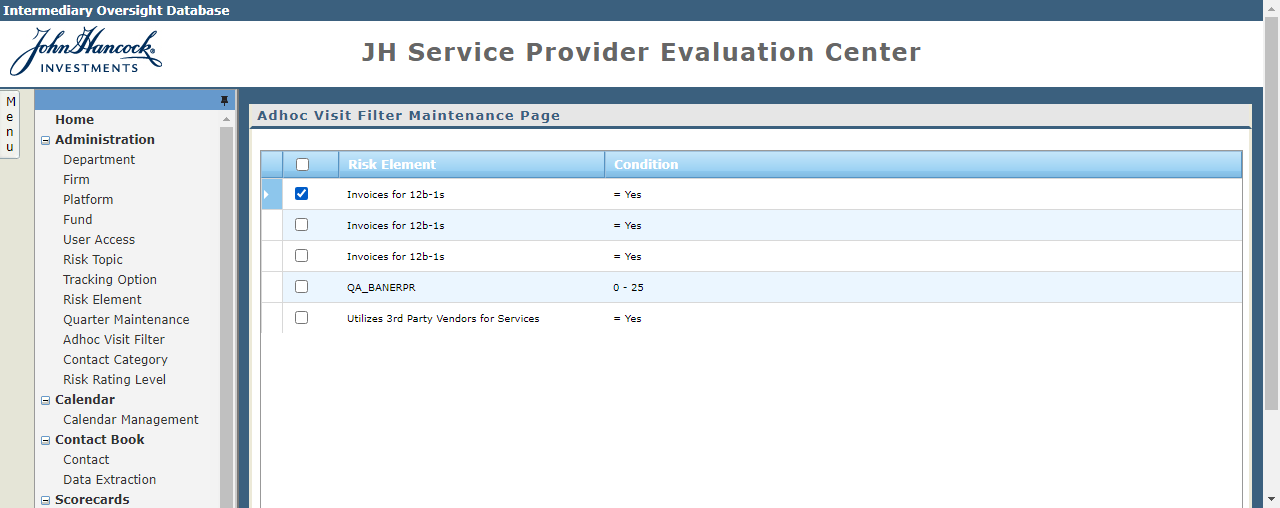 Intermediary Oversight Database
John Hancock
INVESTMENTS
JH Service Provider Evaluation Center
Menu
Home
Administration
Department
Firm
Platform
Fund
User Access
Risk Topic
Tracking Option
Risk Element
Quarter Maintenance
Adhoc Visit Filter
Contact Category
Risk Rating Level
Calendar
Calendar Management
Contact Book
Contact
Data Extraction
Scorecards
Adhoc Visit Filter Maintenance Page
Risk Element Condition
Invoices for 12b-1s = Yes
Invoices for 12b-1s = Yes
Invoices for 12b-1s = Yes
QA_BANERPR 0 - 25
Utilizes 3rd Party Vendors for Services = Yes